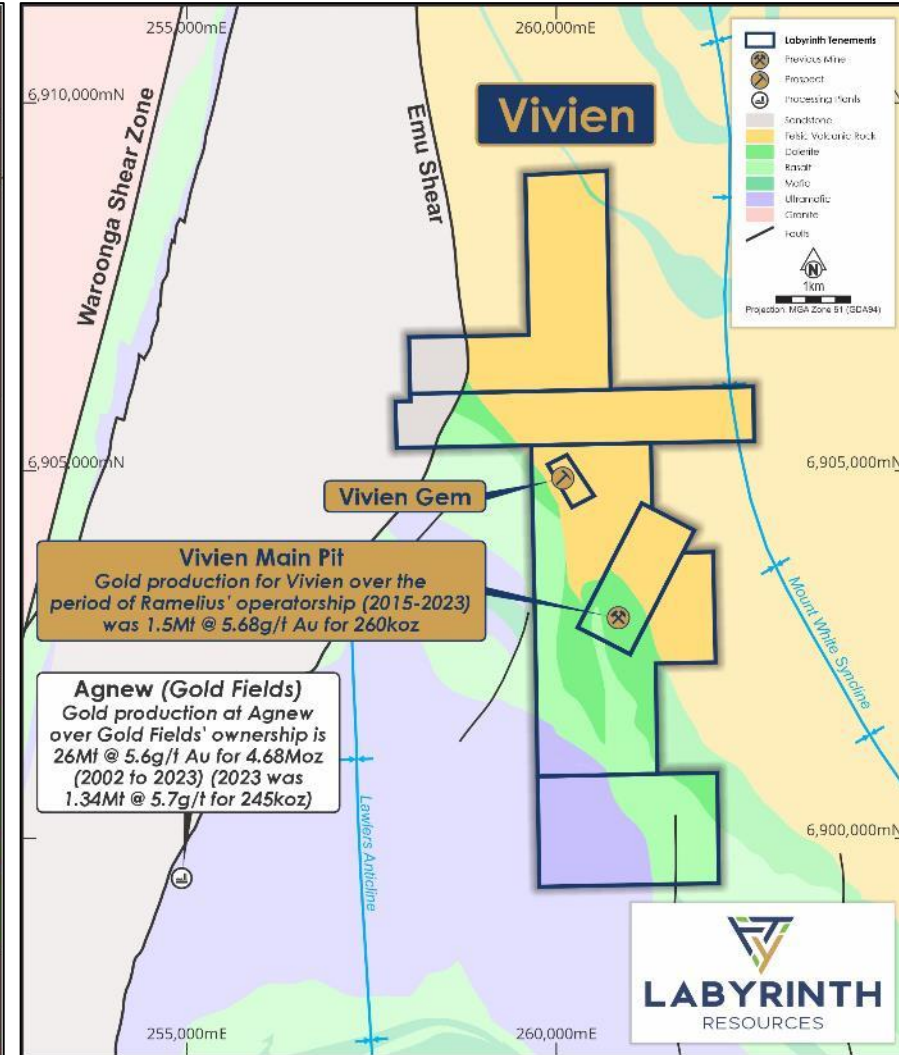 255,000mE
260,000mE
6,910,000mN
Waroonga Shear Zone
Emu Shear
Vivien
Labyrinth Tenements
Previous Mine
Prospect
Processing Plants
Sandstone
Felsic Volcanic Rock
Dolerite
Basalt
Mafic
Ultramafic
Granite
Faults
N
1km
Projection: MGA Zone 51 (GDA94)
6,905,000mN
6,905,000mN
Vivien Gem
Vivien Main Pit
Gold production for Vivien over the
period of Ramelius' operatorship (2015-2023)
was 1.5Mt @ 5.68g/t Au for 260koz
Mount White Syncline
Agnew (Gold Fields)
Gold production at Agnew
over Gold Fields' ownership is
26Mt @ 5.6g/t Au for 4.68Moz
(2002 to 2023) (2023 was
1.34Mt @ 5.7g/t for 245koz)
Lawlers Anticline
6,900,000mN
255,000mE
260,000mE
LABYRINTH
RESOURCES